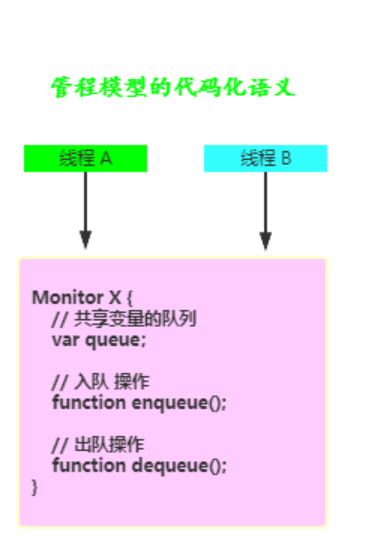 管程模型的代码化语义
线程 A
线程 B
Monitor X {
// 共享变量的队列
var queue;
// 入队 操作
function enqueue();
// 出队操作
function dequeue();
}